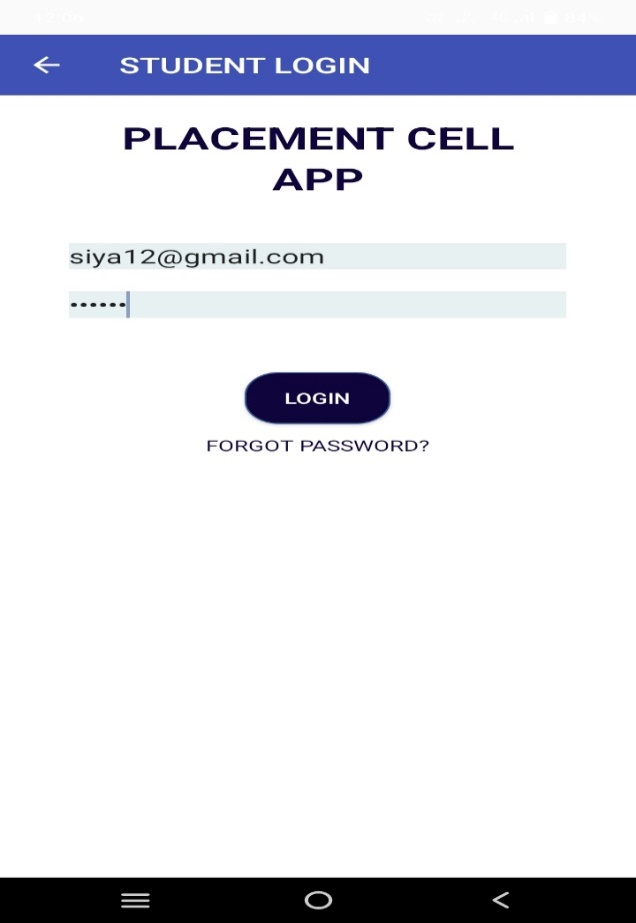 STUDENT LOGIN
PLACEMENT CELL
APP
siya12@gmail.com
••••••
LOGIN
FORGOT PASSWORD?